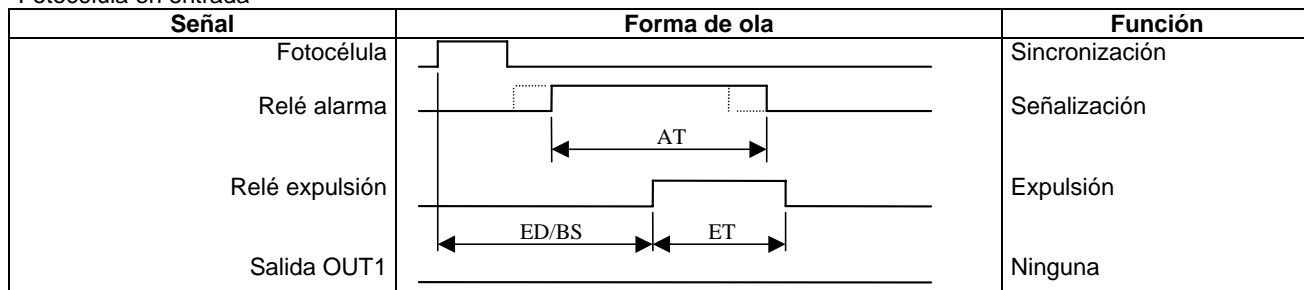 Fotocélula en entrada
Señal Forma de ola Función
Fotocélula Sincronización
Relé alarma Señalización
AT
Relé expulsión Expulsión
ED/BS ET
Salida OUT1 Ninguna